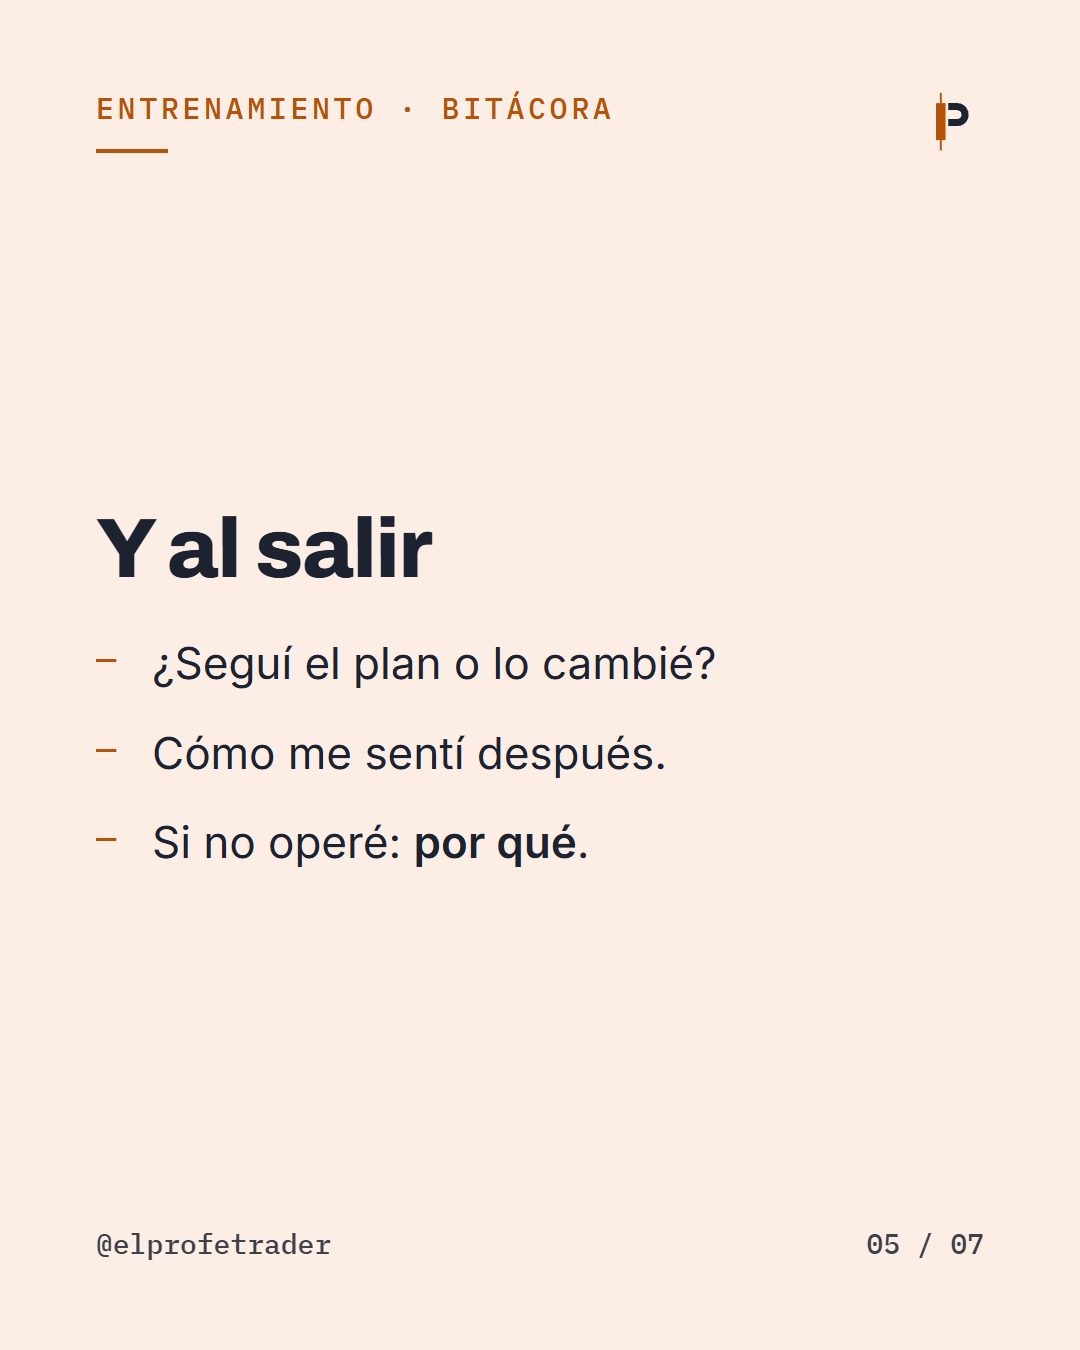 ENTRENAMIENTO · BITÁCORA
Y al salir
– ¿Seguí el plan o lo cambié?
– Cómo me sentí después.
– Si no operé: por qué.
@elprofetrader
05 / 07